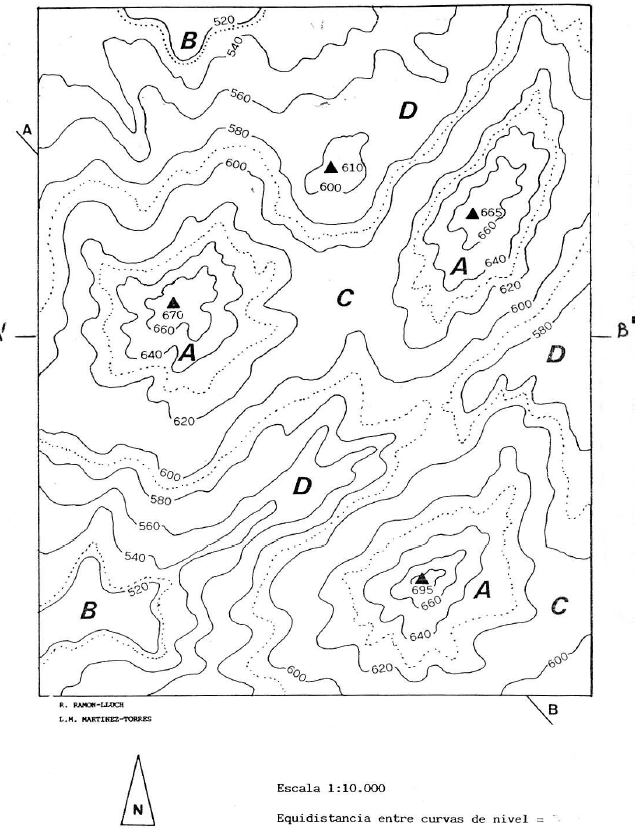 520
B
540
D
560
A
580
610
600
600
665
660
A
640
C
620
670
600
660
580
B'
640
A
D
620
600
D
580
560
540
520
695
A
660
B
C
640
620
600
600
B
R. RAMON-LLUCH
L.M. MARTINEZ-TORRES
N
Escala 1:10.000
Equidistancia entre curvas de nivel =